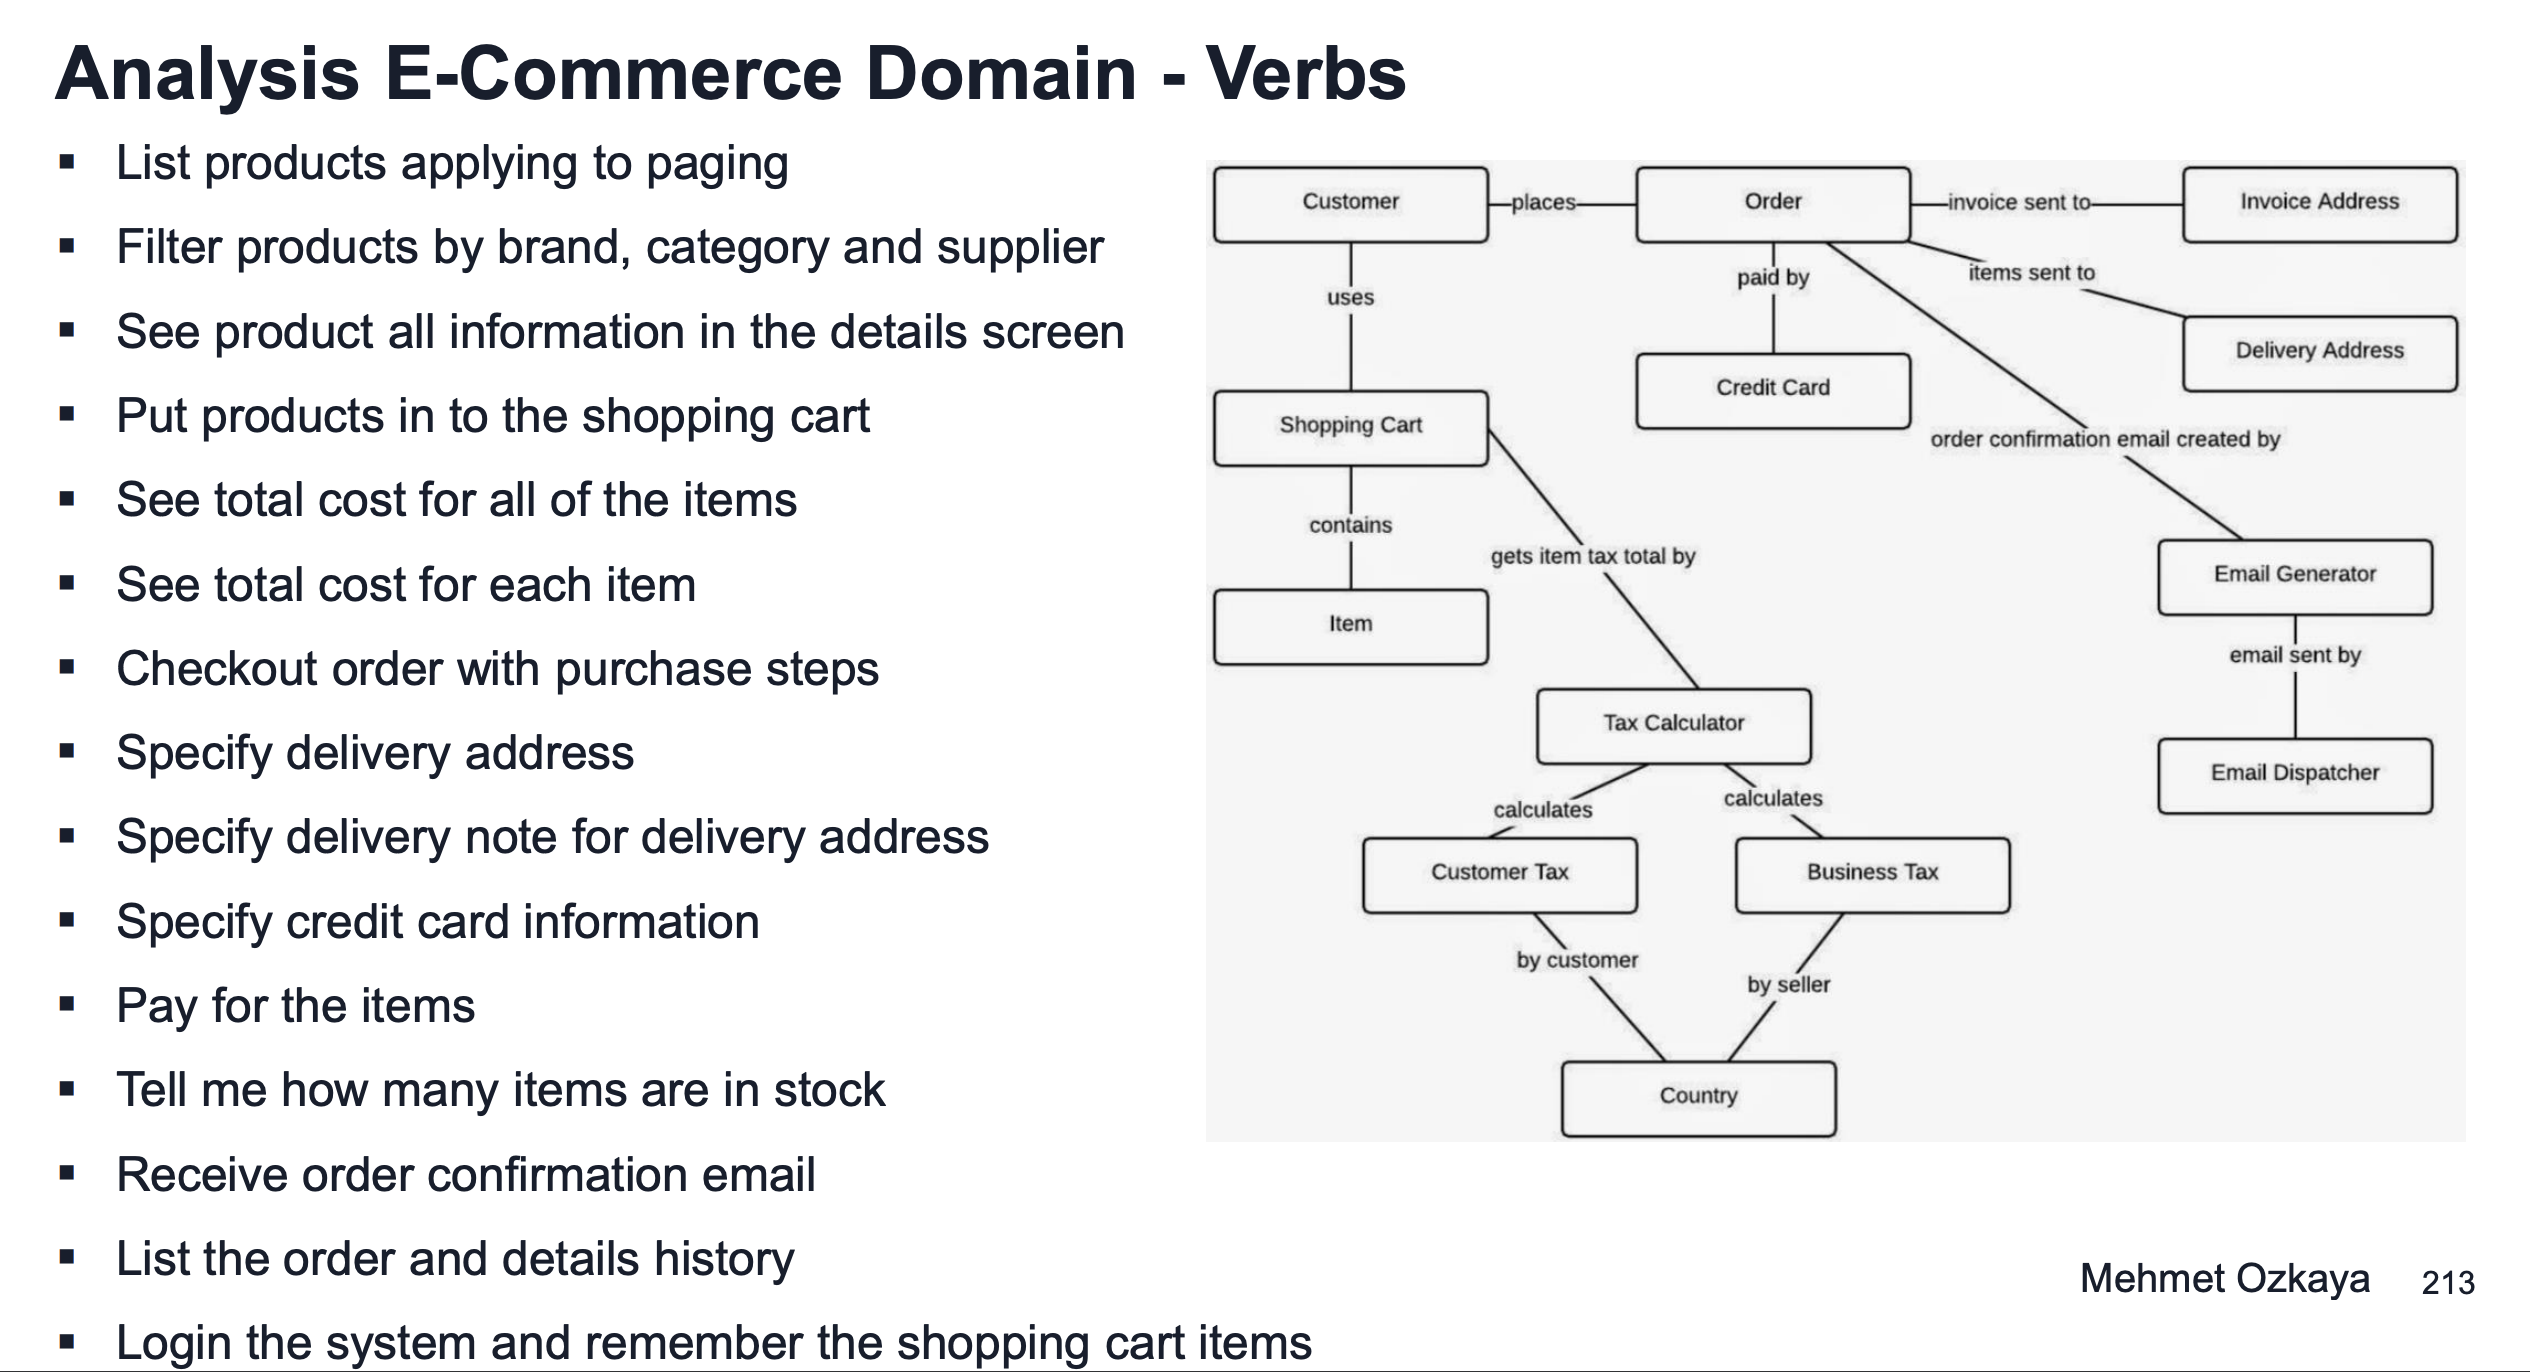 Analysis E-Commerce Domain - Verbs
▪ List products applying to paging
▪ Filter products by brand, category and supplier
▪ See product all information in the details screen
▪ Put products in to the shopping cart
▪ See total cost for all of the items
▪ See total cost for each item
▪ Checkout order with purchase steps
▪ Specify delivery address
▪ Specify delivery note for delivery address
▪ Specify credit card information
▪ Pay for the items
▪ Tell me how many items are in stock
▪ Receive order confirmation email
▪ List the order and details history
▪ Login the system and remember the shopping cart items
Customer
places
Order
invoice sent to
Invoice Address
uses
paid by
items sent to
Delivery Address
Credit Card
Shopping Cart
order confirmation email created by
contains
gets item tax total by
Email Generator
Item
email sent by
Tax Calculator
Email Dispatcher
calculates
calculates
Customer Tax
Business Tax
by customer
by seller
Country
Mehmet Ozkaya
213